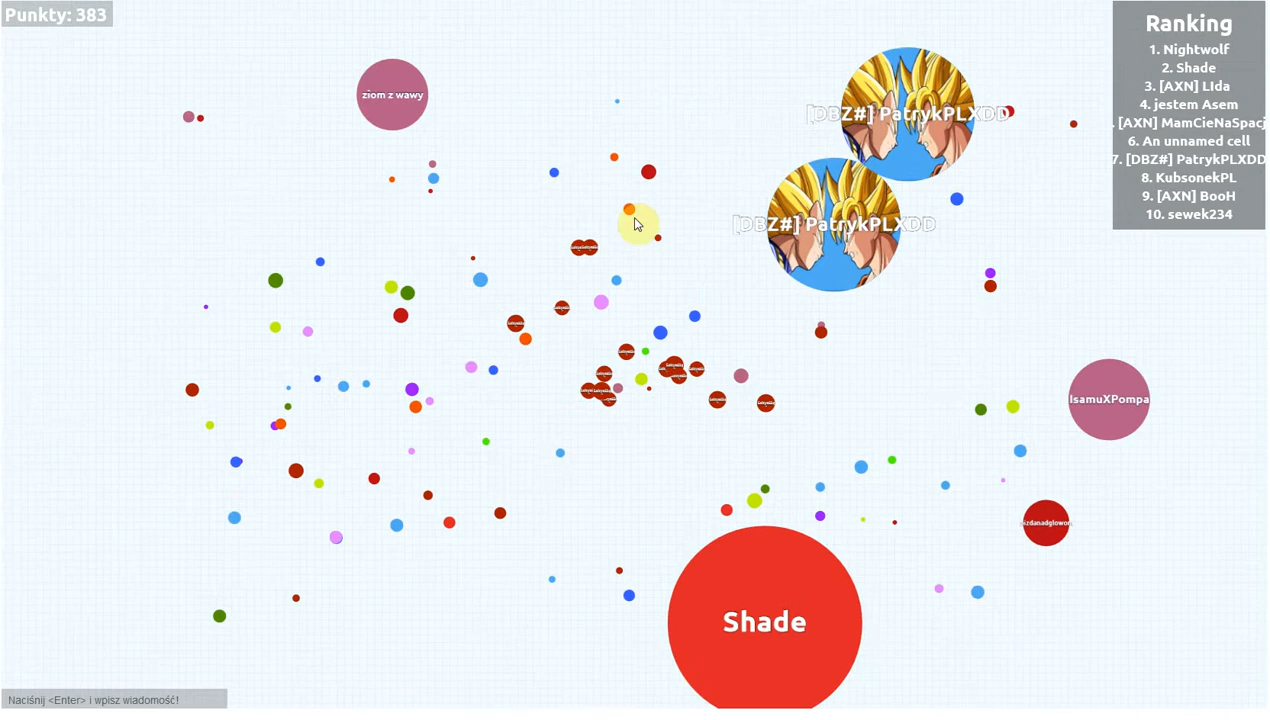 Punkty: 383
Ranking
1. Nightwolf
2. Shade
3. [AXN] LIda
4. jestem Asem
. [AXN] MamCieNaSpacj
6. An unnamed cell
7. [DBZ#] PatrykPLXDD
8. KubsonekPL
9. [AXN] BooH
10. sewek234
ziom z wawy
[DBZ#] PatrykPLXDD
[DBZ#] PatrykPLXDD
IsamuXPompa
Shade
Naciśnij <Enter> i wpisz wiadomość!